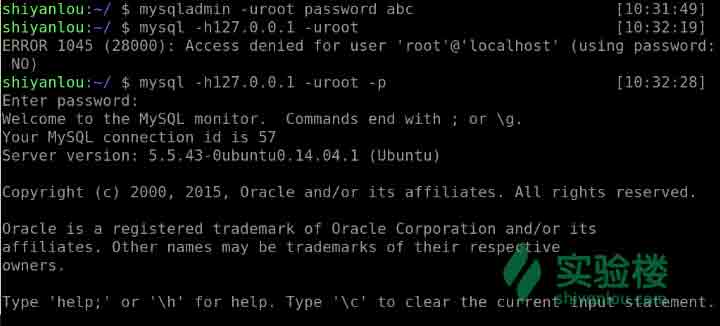 shiyanlou:~/ $ mysqladmin -uroot password abc [10:31:49]
shiyanlou:~/ $ mysql -h127.0.0.1 -uroot [10:32:19]
ERROR 1045 (28000): Access denied for user 'root'@'localhost' (using password:
NO)
shiyanlou:~/ $ mysql -h127.0.0.1 -uroot -p [10:32:28]
Enter password:
Welcome to the MySQL monitor.  Commands end with ; or \g.
Your MySQL connection id is 57
Server version: 5.5.43-0ubuntu0.14.04.1 (Ubuntu)
Copyright (c) 2000, 2015, Oracle and/or its affiliates. All rights reserved.
Oracle is a registered trademark of Oracle Corporation and/or its
affiliates. Other names may be trademarks of their respective
owners.
实验楼
shiyanlou.com
Type 'help;' or '\h' for help. Type '\c' to clear the current input statement.